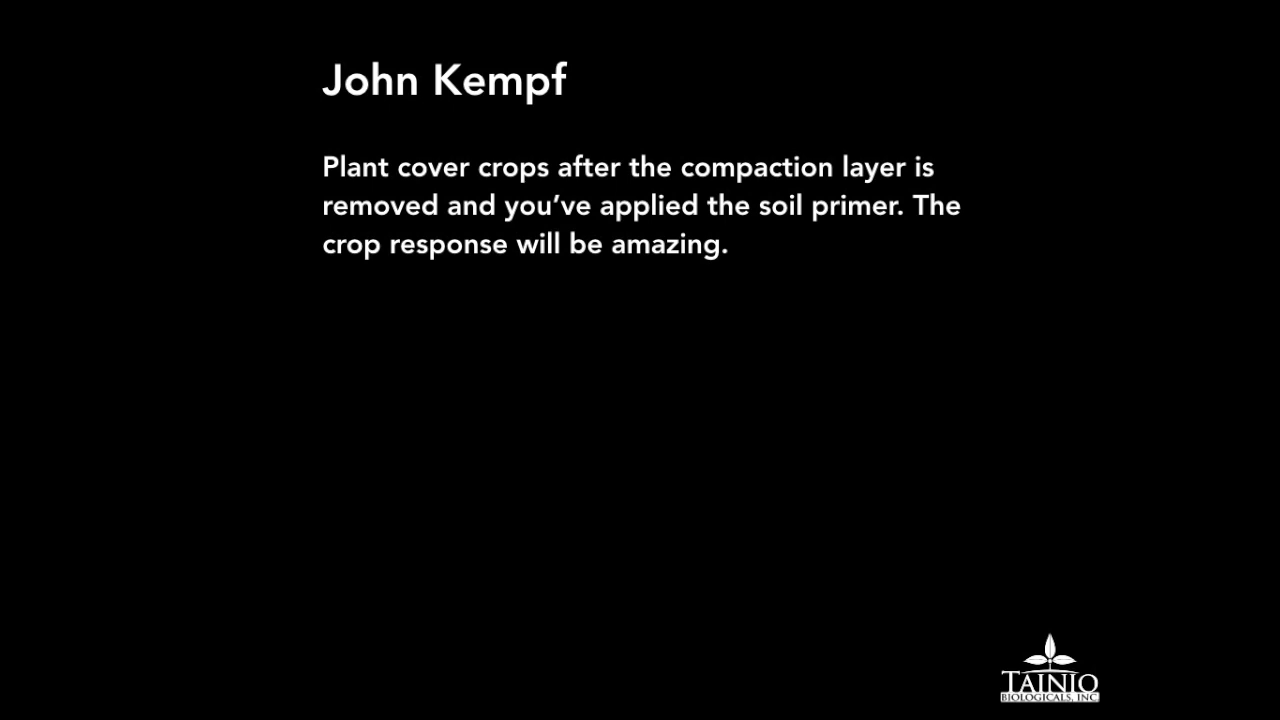 John Kempf
Plant cover crops after the compaction layer is
removed and you’ve applied the soil primer. The
crop response will be amazing.
TAINIO
BIOLOGICALS, INC